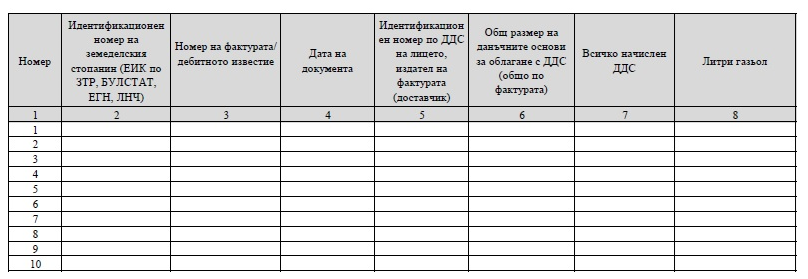 Номер
Идентификационен
номер на
земеделския
стопанин (ЕИК по
ЗТР, БУЛСТАТ,
ЕГН, ЛНЧ)
Номер на фактурата/
дебитното известие
Дата на
документа
Идентификацион
ен номер по ДДС
на лицето,
издател на
фактурата
(доставчик)
Общ размер на
данъчните основи
за облагане с ДДС
(общо по
фактурата)
Всичко начислен
ДДС
Литри газьол
1 2 3 4 5 6 7 8
1
2
3
4
5
6
7
8
9
10